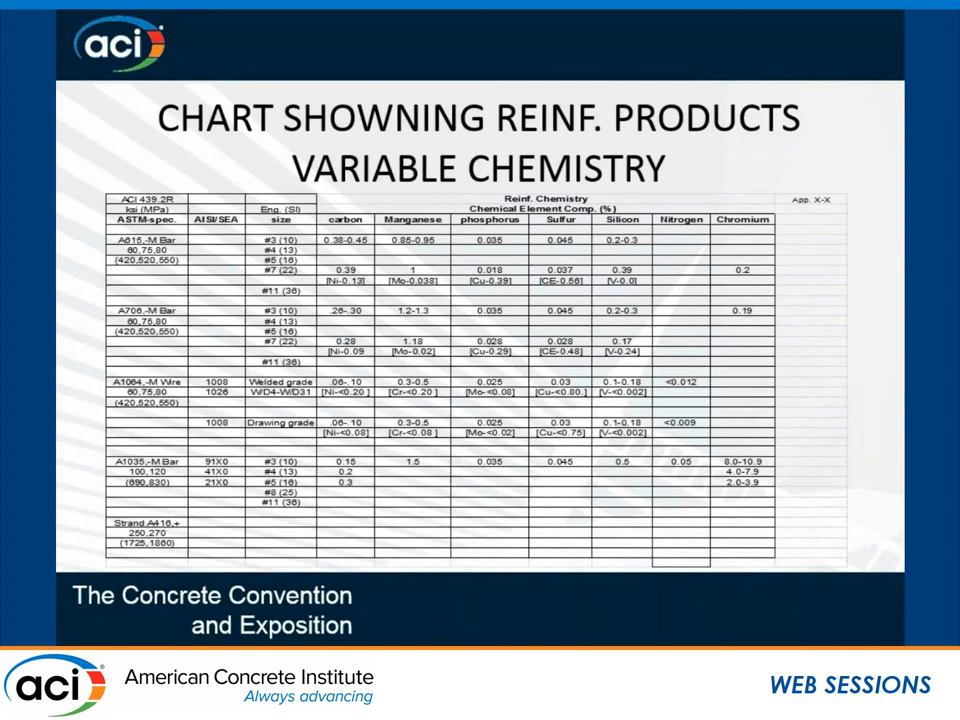 aci
CHART SHOWNING REINF. PRODUCTS
VARIABLE CHEMISTRY
ACI 439.2R Reinf. Chemistry App. X-X
ksi (MPa) Eng. (SI) Chemical Element Comp. (%)
ASTM-spec. AISI/SEA size carbon Manganese phosphorus Sulfur Silicon Nitrogen Chromium
A615,-M Bar #3 (10) 0.38-0.45 0.85-0.95 0.035 0.045 0.2-0.3
60,75,80 #4 (13)
(420,520,550) #5 (16)
#7 (22) 0.39 1 0.018 0.037 0.39 0.2
[Ni-0.13] [Mo-0.038] [Cu-0.39] [CE-0.56] [V-0.0]
#11 (36)
A706,-M Bar #3 (10) .26-.30 1.2-1.3 0.035 0.045 0.2-0.3 0.19
60,75,80 #4 (13)
(420,520,550) #5 (16)
#7 (22) 0.28 1.18 0.028 0.028 0.17
[Ni-0.09 [Mo-0.02] [Cu-0.29] [CE-0.48] [V-0.24]
#11 (36)
A1064,-M Wire 1008 Welded grade .06-.10 0.3-0.5 0.025 0.03 0.1-0.18 <0.012
60,75,80 1026 W/D4-W/D31 [Ni-<0.20 ] [Cr-<0.20 ] [Mo-<0.08] [Cu-<0.80.] [V-<0.002]
(420,520,550)
1008 Drawing grade .06-.10 0.3-0.5 0.025 0.03 0.1-0.18 <0.009
[Ni-<0.08] [Cr-<0.08 ] [Mo-<0.02] [Cu-<0.75] [V-<0.002]
A1035,-M Bar 91X0 #3 (10) 0.15 1.5 0.035 0.045 0.5 0.05 8.0-10.9
100,120 41X0 #4 (13) 0.2 4.0-7.9
(690,830) 21X0 #5 (16) 0.3 2.0-3.9
#8 (25)
#11 (36)
Strand A416,+
250,270
(1725,1860)
The Concrete Convention
and Exposition
aci® American Concrete Institute
Always advancing
WEB SESSIONS